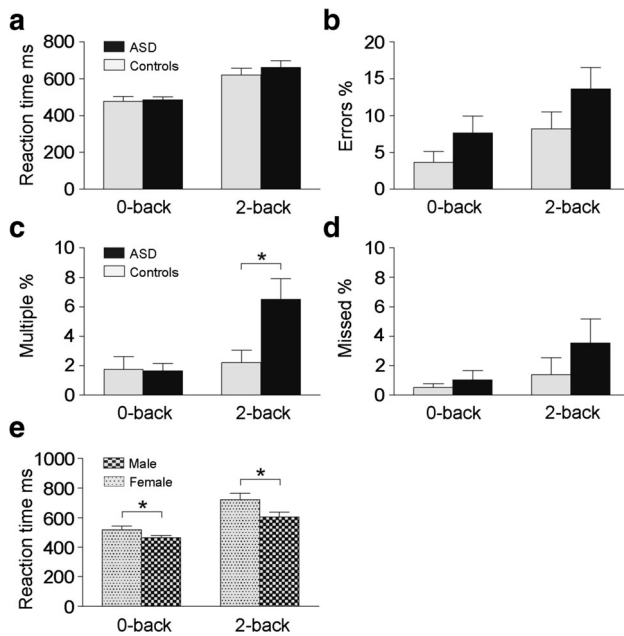 a
Reaction time ms
800
600
400
200
0
ASD
Controls
0-back
2-back
b
Errors %
20
15
10
5
0
0-back
2-back
c
Multiple %
10
8
6
4
2
0
ASD
Controls
*
0-back
2-back
d
Missed %
10
8
6
4
2
0
0-back
2-back
e
Reaction time ms
1000
800
600
400
200
0
Male
Female
*
*
0-back
2-back